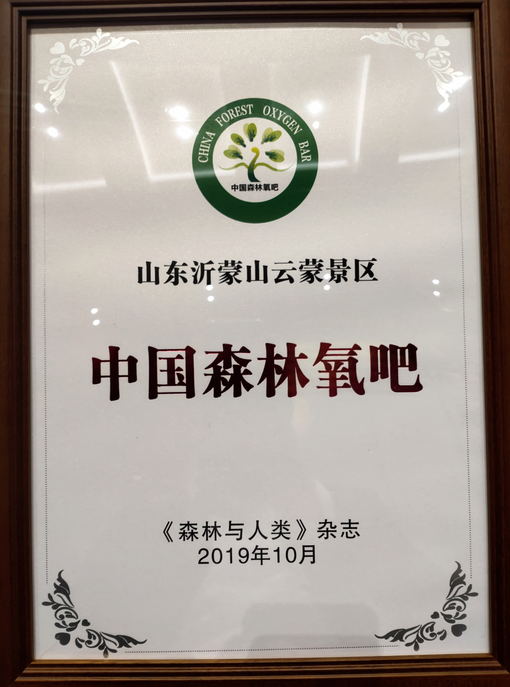 CHINA FOREST OXYGEN BAR
中国森林氧吧
山东沂蒙山云蒙景区
中国森林氧吧
《森林与人类》杂志
2019年10月